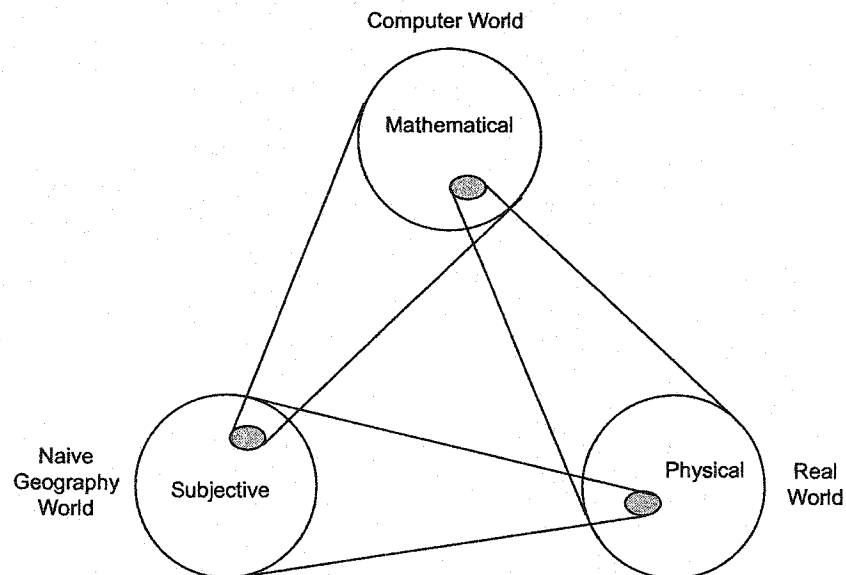 Computer World
Mathematical
Naive
Geography
World
Subjective
Physical
Real
World